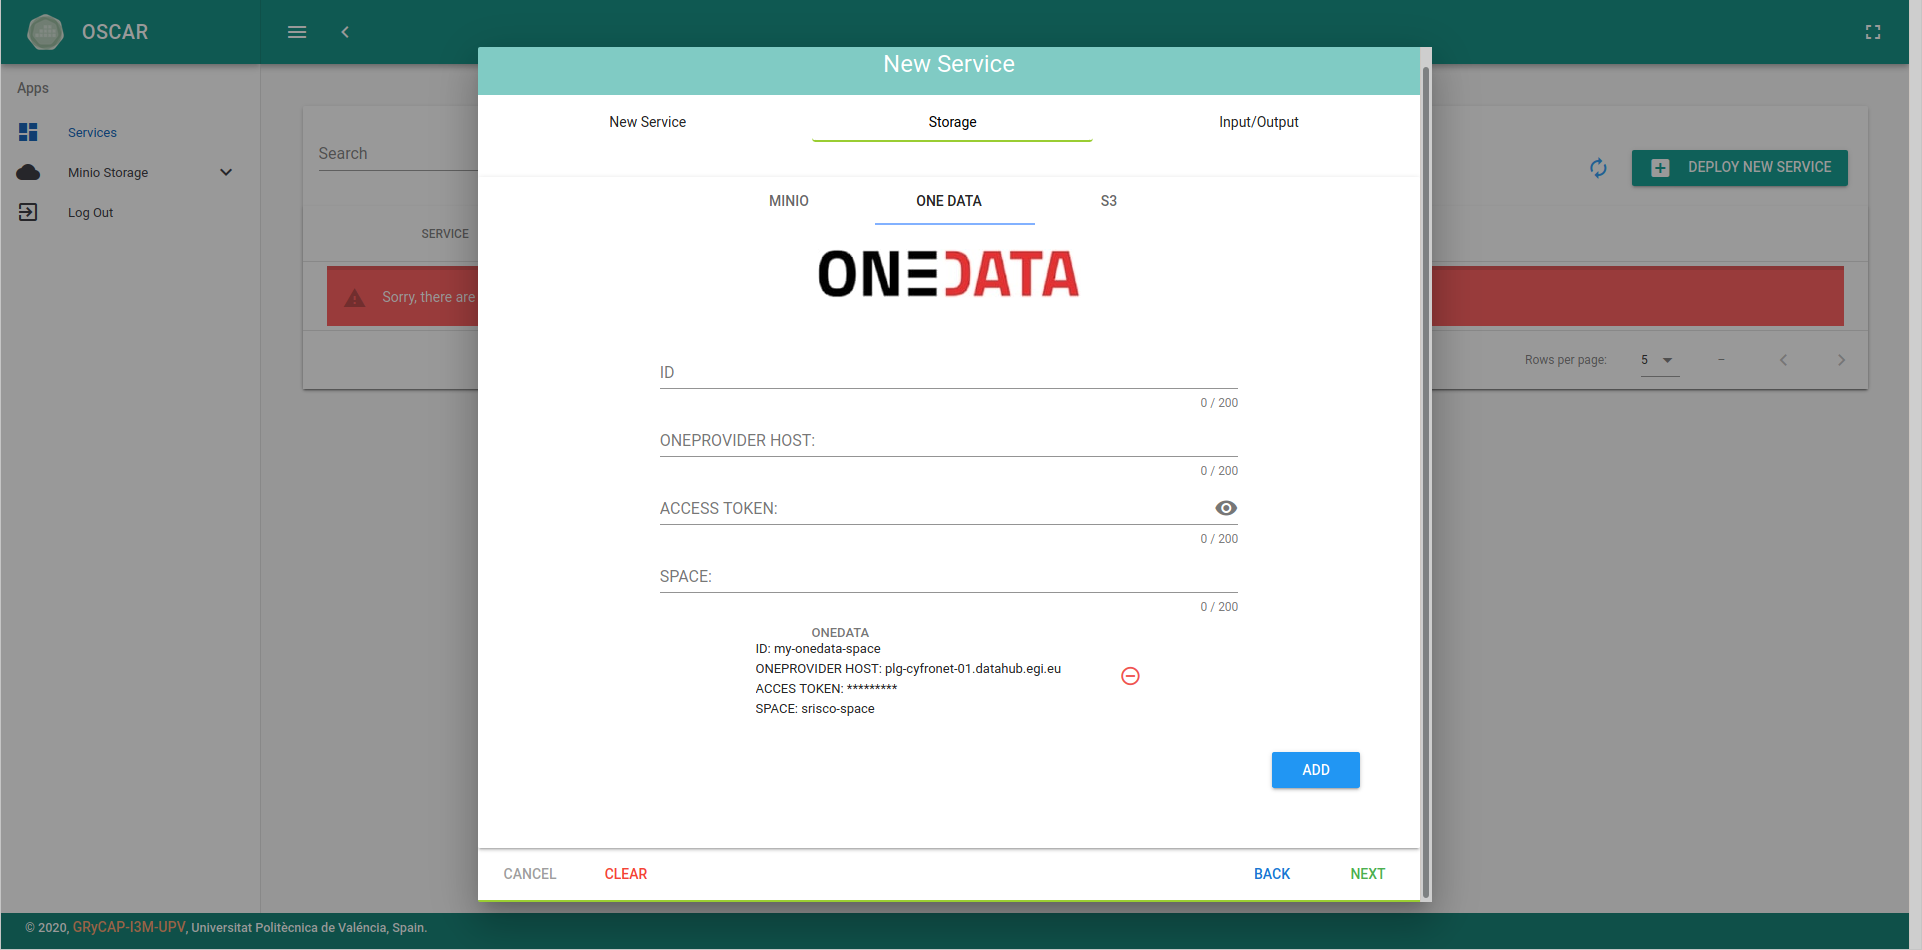 OSCAR
New Service
Apps
Services
Minio Storage
Log Out
New Service
Storage
Input/Output
Search
DEPLOY NEW SERVICE
MINIO
ONE DATA
S3
SERVICE
ONEDATA
Sorry, there are
Rows per page:
5
–
ID
0 / 200
ONEPROVIDER HOST:
0 / 200
ACCESS TOKEN:
0 / 200
SPACE:
0 / 200
ONEDATA
ID: my-onedata-space
ONEPROVIDER HOST: plg-cyfronet-01.datahub.egi.eu
ACCES TOKEN: *********
SPACE: srisco-space
ADD
CANCEL
CLEAR
BACK
NEXT
© 2020, GRyCAP-I3M-UPV, Universitat Politècnica de Valéncia, Spain.